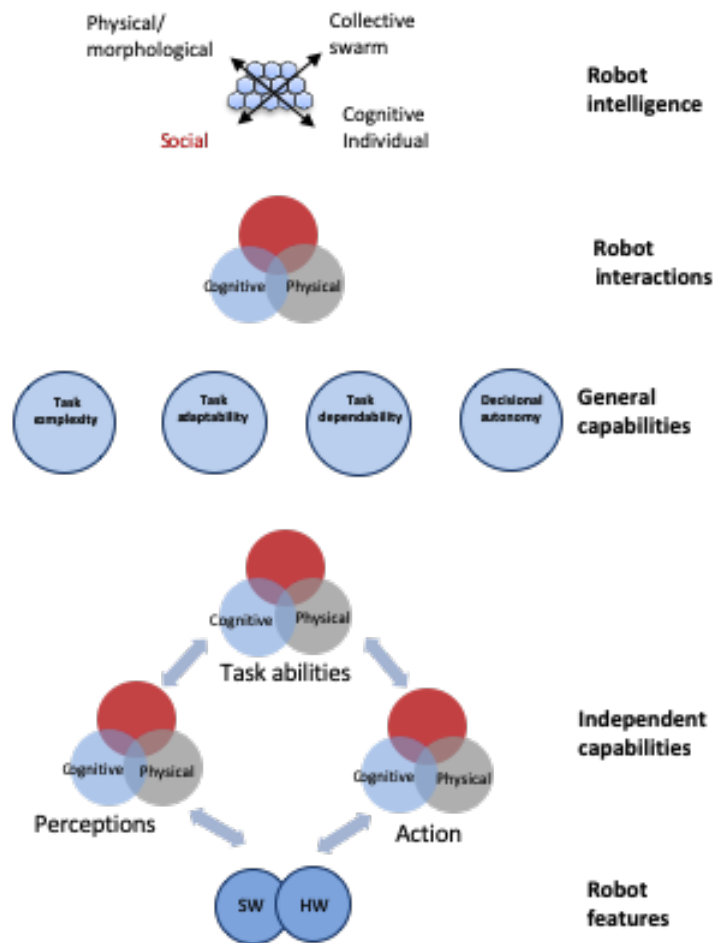 Physical/
morphological
Collective
swarm
Robot
intelligence
Social
Cognitive
Individual
Cognitive
Physical
Robot
interactions
Task
complexity
Task
adaptability
Task
dependability
Decisional
autonomy
General
capabilities
Cognitive
Physical
Task abilities
Cognitive
Physical
Perceptions
Cognitive
Physical
Action
Independent
capabilities
SW
HW
Robot
features